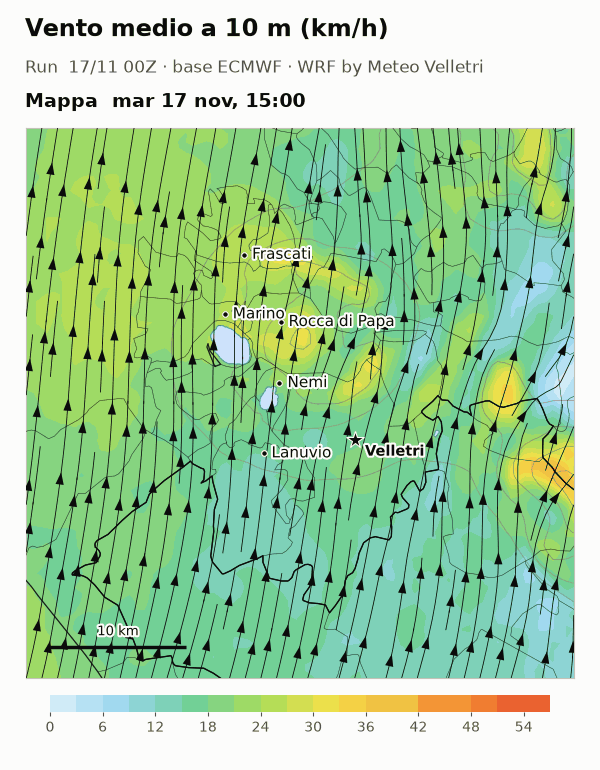 Vento medio a 10 m (km/h)
Run  17/11 00Z · base ECMWF · WRF by Meteo Velletri
Mappa  mar 17 nov, 15:00
Frascati
Marino
Rocca di Papa
Nemi
Velletri
Lanuvio
10 km
0 6 12 18 24 30 36 42 48 54